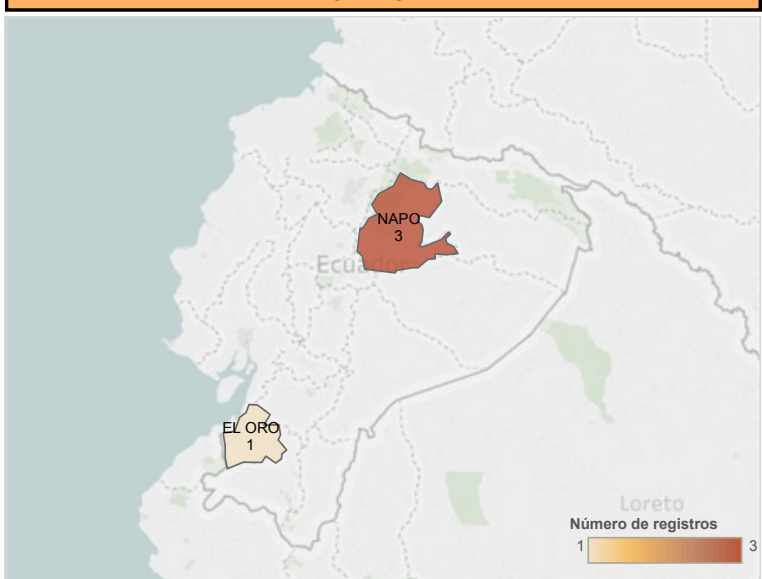 NAPO
3
Ecuador
EL ORO
1
Loreto
Número de registros
1
3